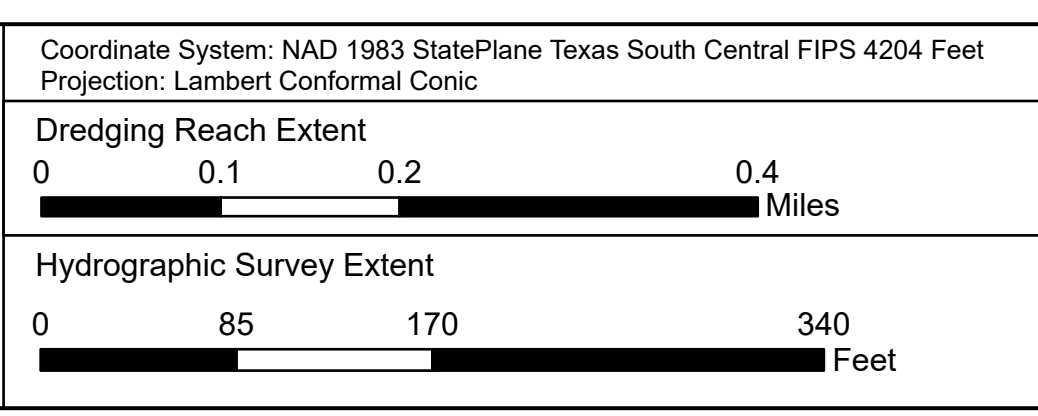 Coordinate System: NAD 1983 StatePlane Texas South Central FIPS 4204 Feet
Projection: Lambert Conformal Conic
Dredging Reach Extent
0 0.1 0.2 0.4
Miles
Hydrographic Survey Extent
0 85 170 340
Feet